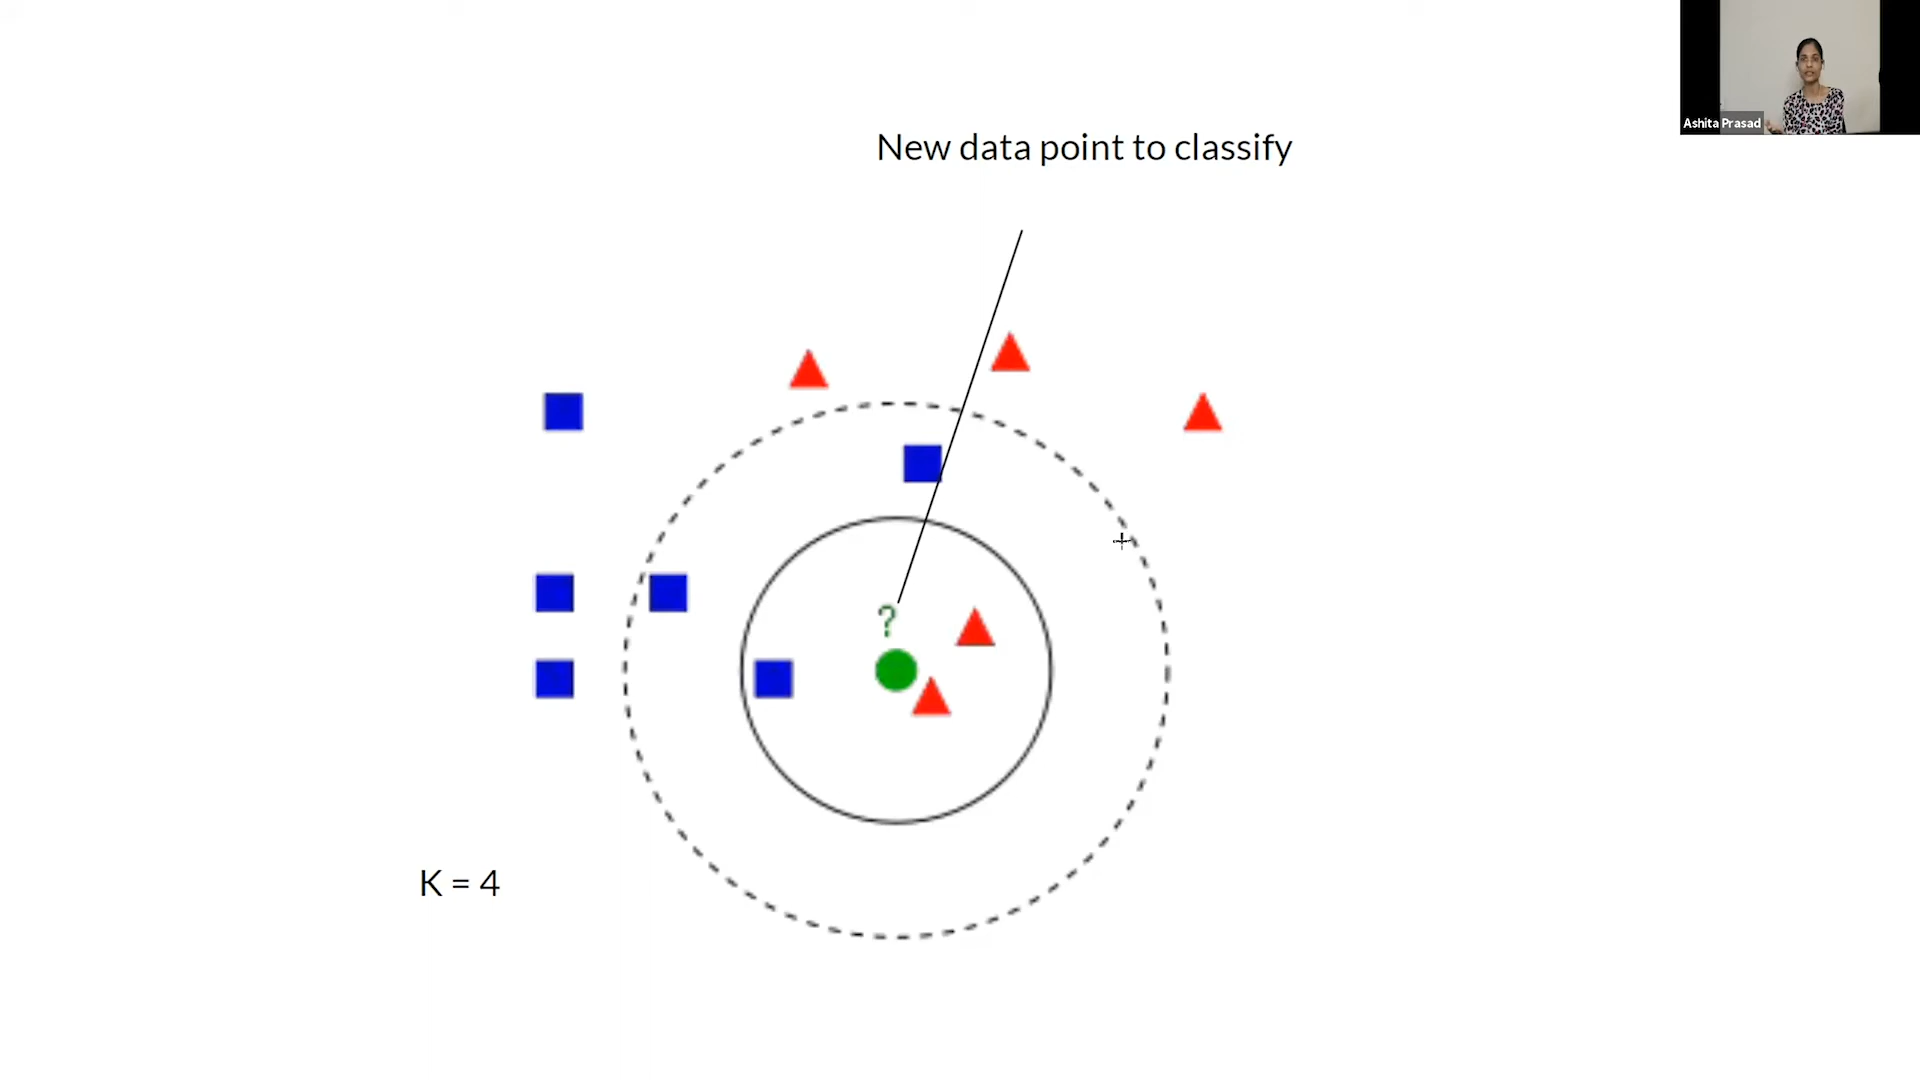 Ashita Prasad
New data point to classify
?
K = 4